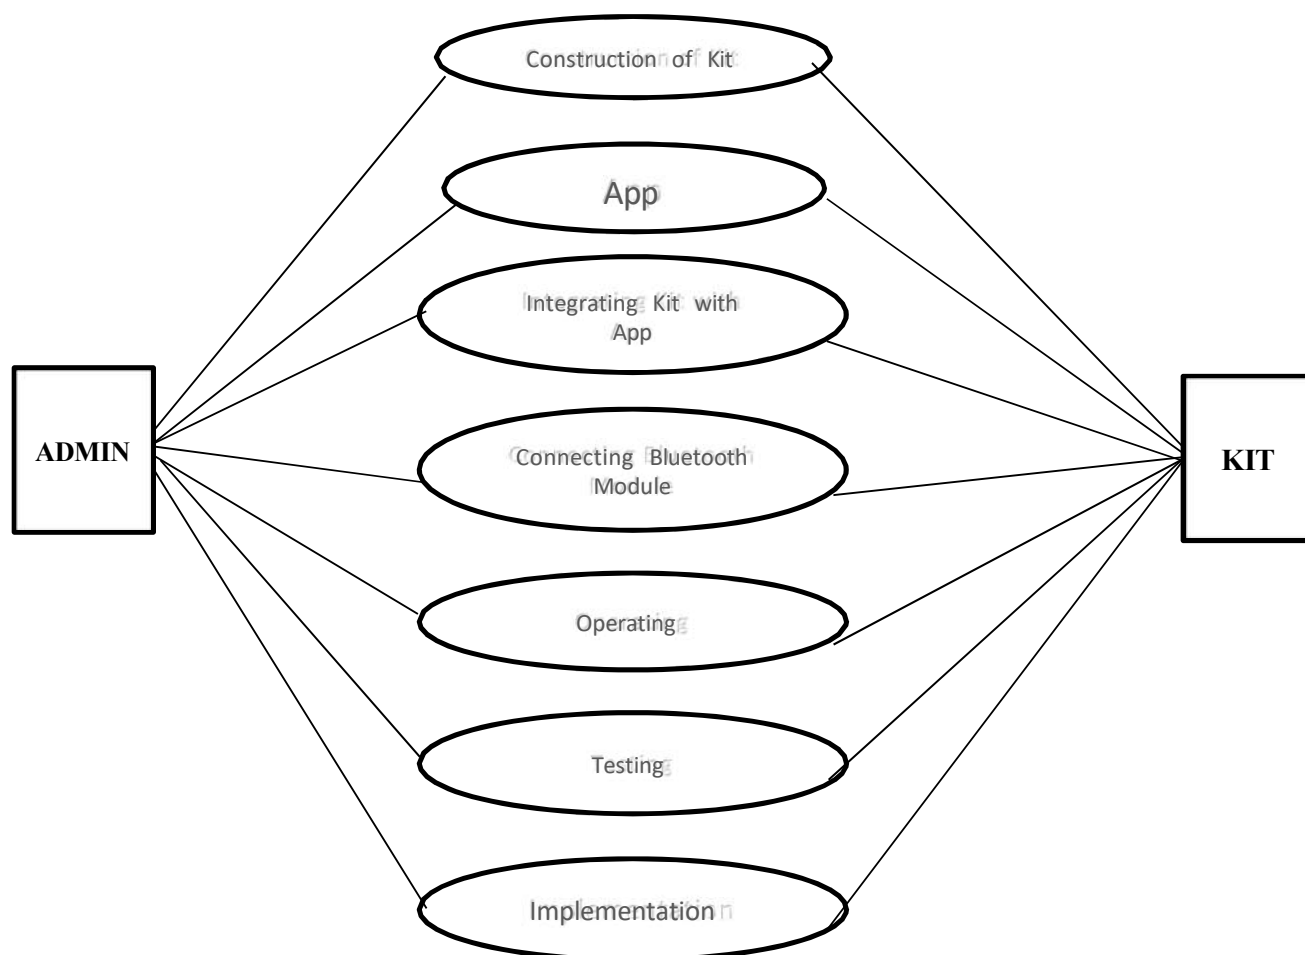 Construction of Kit
App
Integrating Kit with
App
ADMIN
Connecting Bluetooth
Module
KIT
Operating
Testing
Implementation